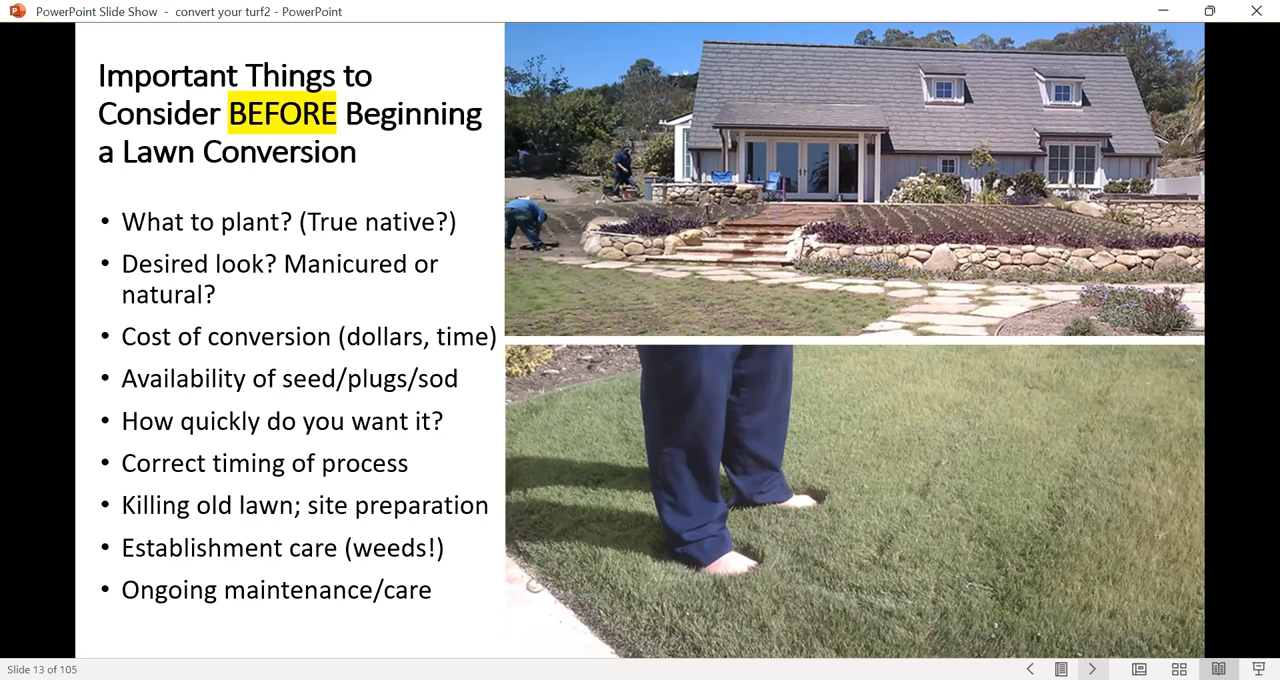 PowerPoint Slide Show - convert your turf2 - PowerPoint
Important Things to
Consider BEFORE Beginning
a Lawn Conversion
• What to plant? (True native?)
• Desired look? Manicured or
natural?
• Cost of conversion (dollars, time)
• Availability of seed/plugs/sod
• How quickly do you want it?
• Correct timing of process
• Killing old lawn; site preparation
• Establishment care (weeds!)
• Ongoing maintenance/care
Slide 13 of 105